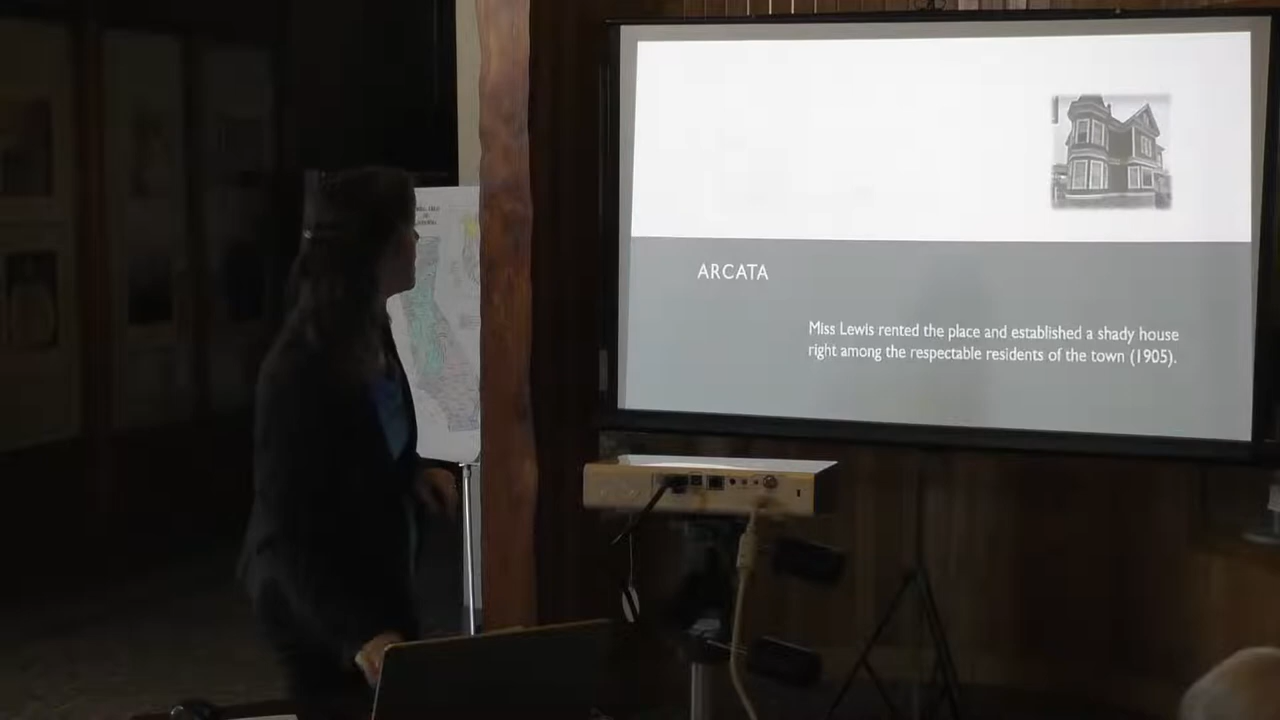 ARCATA
Miss Lewis rented the place and established a shady house
right among the respectable residents of the town (1905).